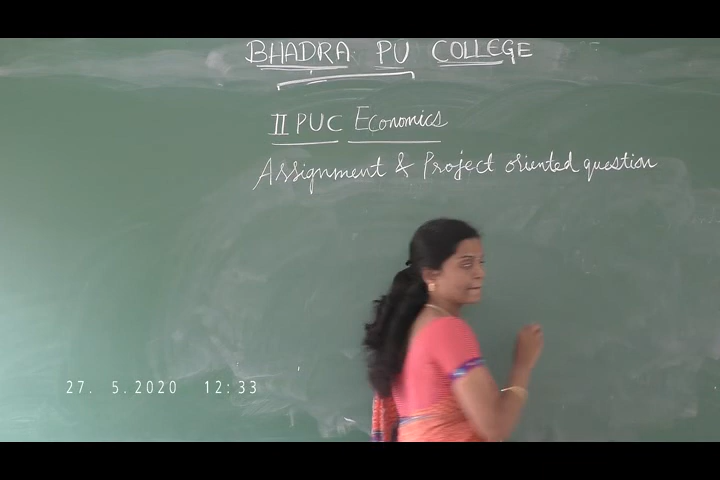 BHADRA PU COLLEGE
II PUC Economics
Assignment & Project oriented question
27. 5.2020 12:33